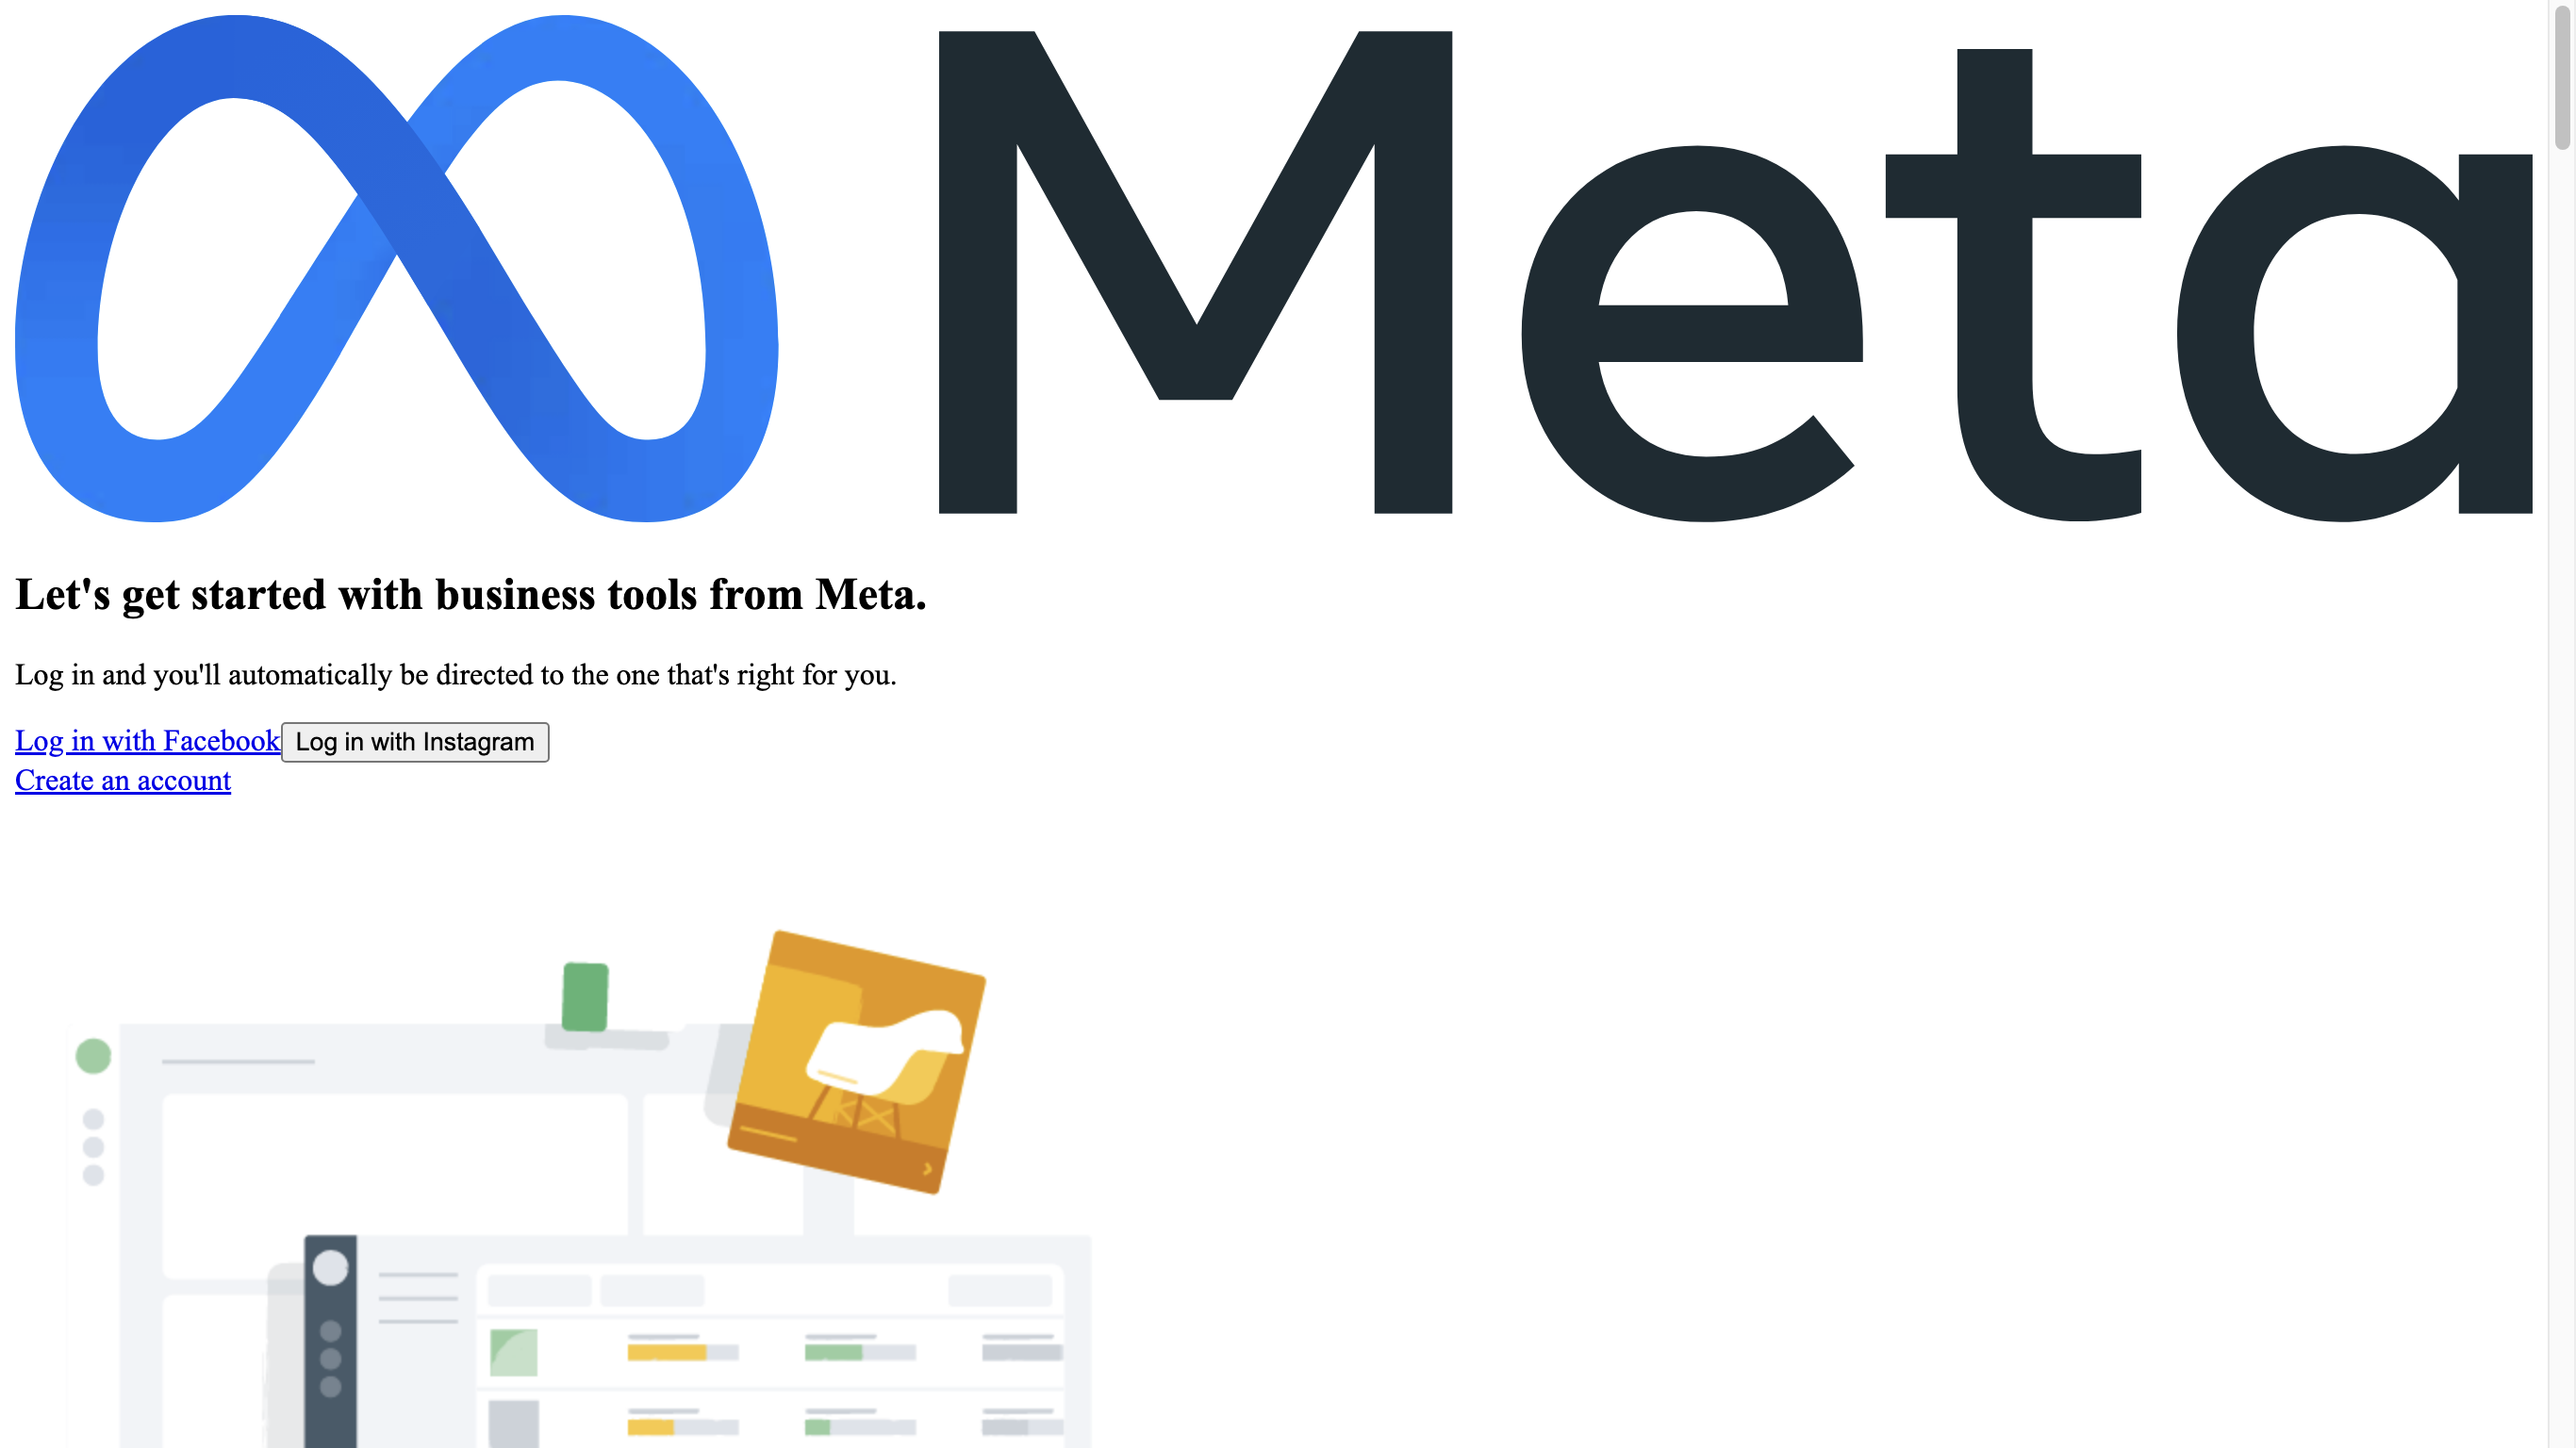 Meta
Let's get started with business tools from Meta.
Log in and you'll automatically be directed to the one that's right for you.
Log in with Facebook Log in with Instagram
Create an account